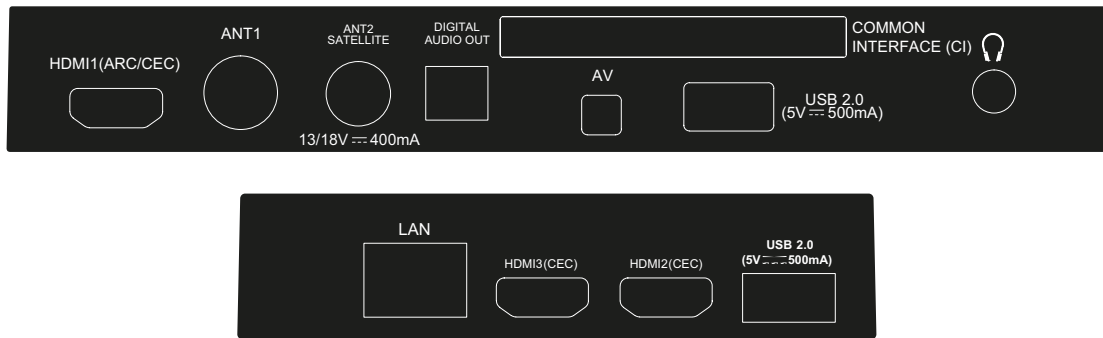 HDMI1(ARC/CEC)
ANT1
ANT2
SATELLITE
13/18V ⎓ 400mA
DIGITAL
AUDIO OUT
AV
COMMON
INTERFACE (CI)
USB 2.0
(5V ⎓ 500mA)
LAN
HDMI3(CEC)
HDMI2(CEC)
USB 2.0
(5V ⎓ 500mA)